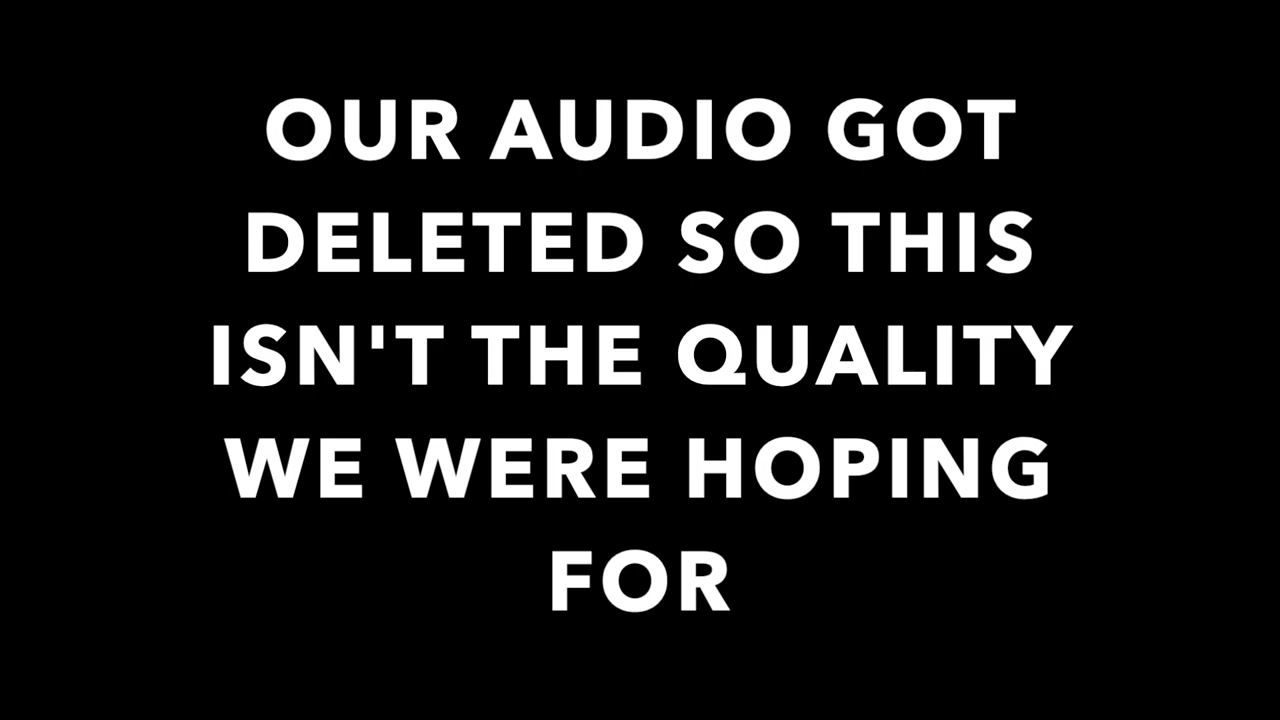 OUR AUDIO GOT
DELETED SO THIS
ISN'T THE QUALITY
WE WERE HOPING
FOR